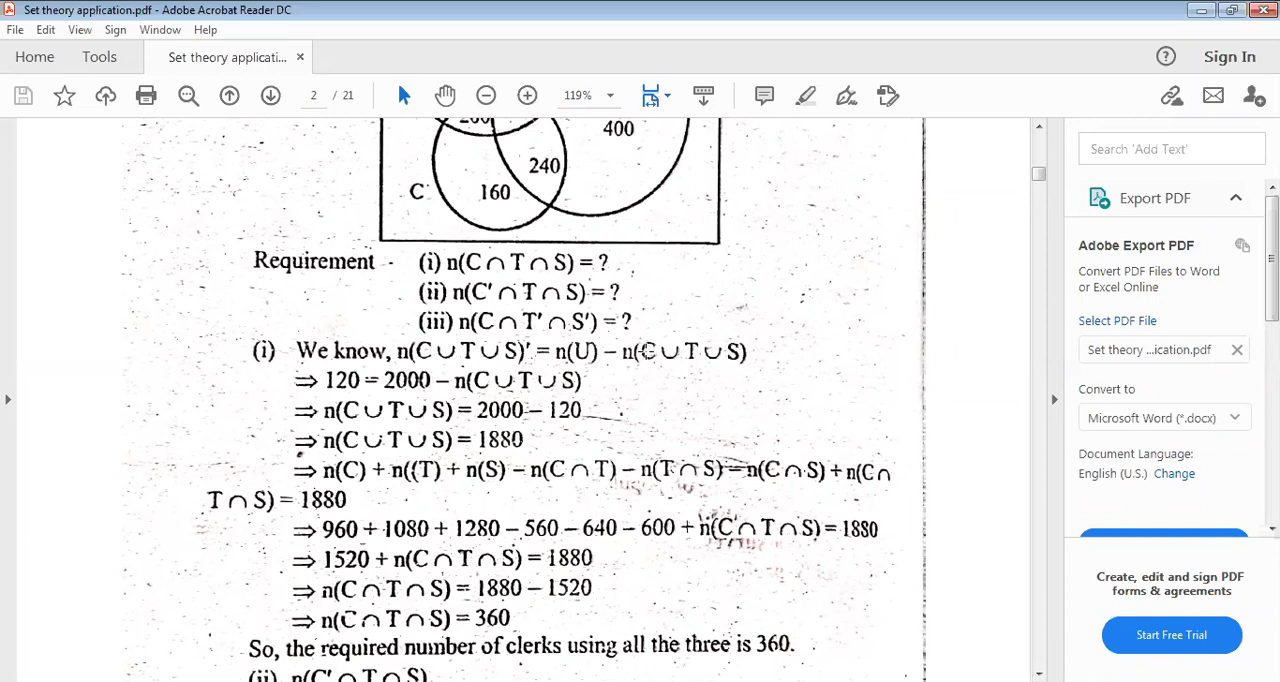 Set theory application.pdf - Adobe Acrobat Reader DC
File Edit View Sign Window Help
Home Tools Set theory applicati... × Sign In
2 / 21 119%
200
400
240
C
160
Requirement - (i) n(C ∩ T ∩ S) = ?
(ii) n(C′ ∩ T ∩ S) = ?
(iii) n(C ∩ T′ ∩ S′) = ?
(i) We know, n(C ∪ T ∪ S)′ = n(U) − n(C ∪ T ∪ S)
⇒ 120 = 2000 − n(C ∪ T ∪ S)
⇒ n(C ∪ T ∪ S) = 2000 − 120
⇒ n(C ∪ T ∪ S) = 1880
⇒ n(C) + n((T) + n(S) − n(C ∩ T) − n(T ∩ S) = n(C ∩ S) + n(C ∩
T ∩ S) = 1880
⇒ 960 + 1080 + 1280 − 560 − 640 − 600 + n(C ∩ T ∩ S) = 1880
⇒ 1520 + n(C ∩ T ∩ S) = 1880
⇒ n(C ∩ T ∩ S) = 1880 − 1520
⇒ n(C ∩ T ∩ S) = 360
So, the required number of clerks using all the three is 360.
(ii) n(C′ ∩ T ∩ S)
Search 'Add Text'
Export PDF
Adobe Export PDF
Convert PDF Files to Word
or Excel Online
Select PDF File
Set theory ...ication.pdf
Convert to
Microsoft Word (*.docx)
Document Language:
English (U.S.) Change
Create, edit and sign PDF
forms & agreements
Start Free Trial